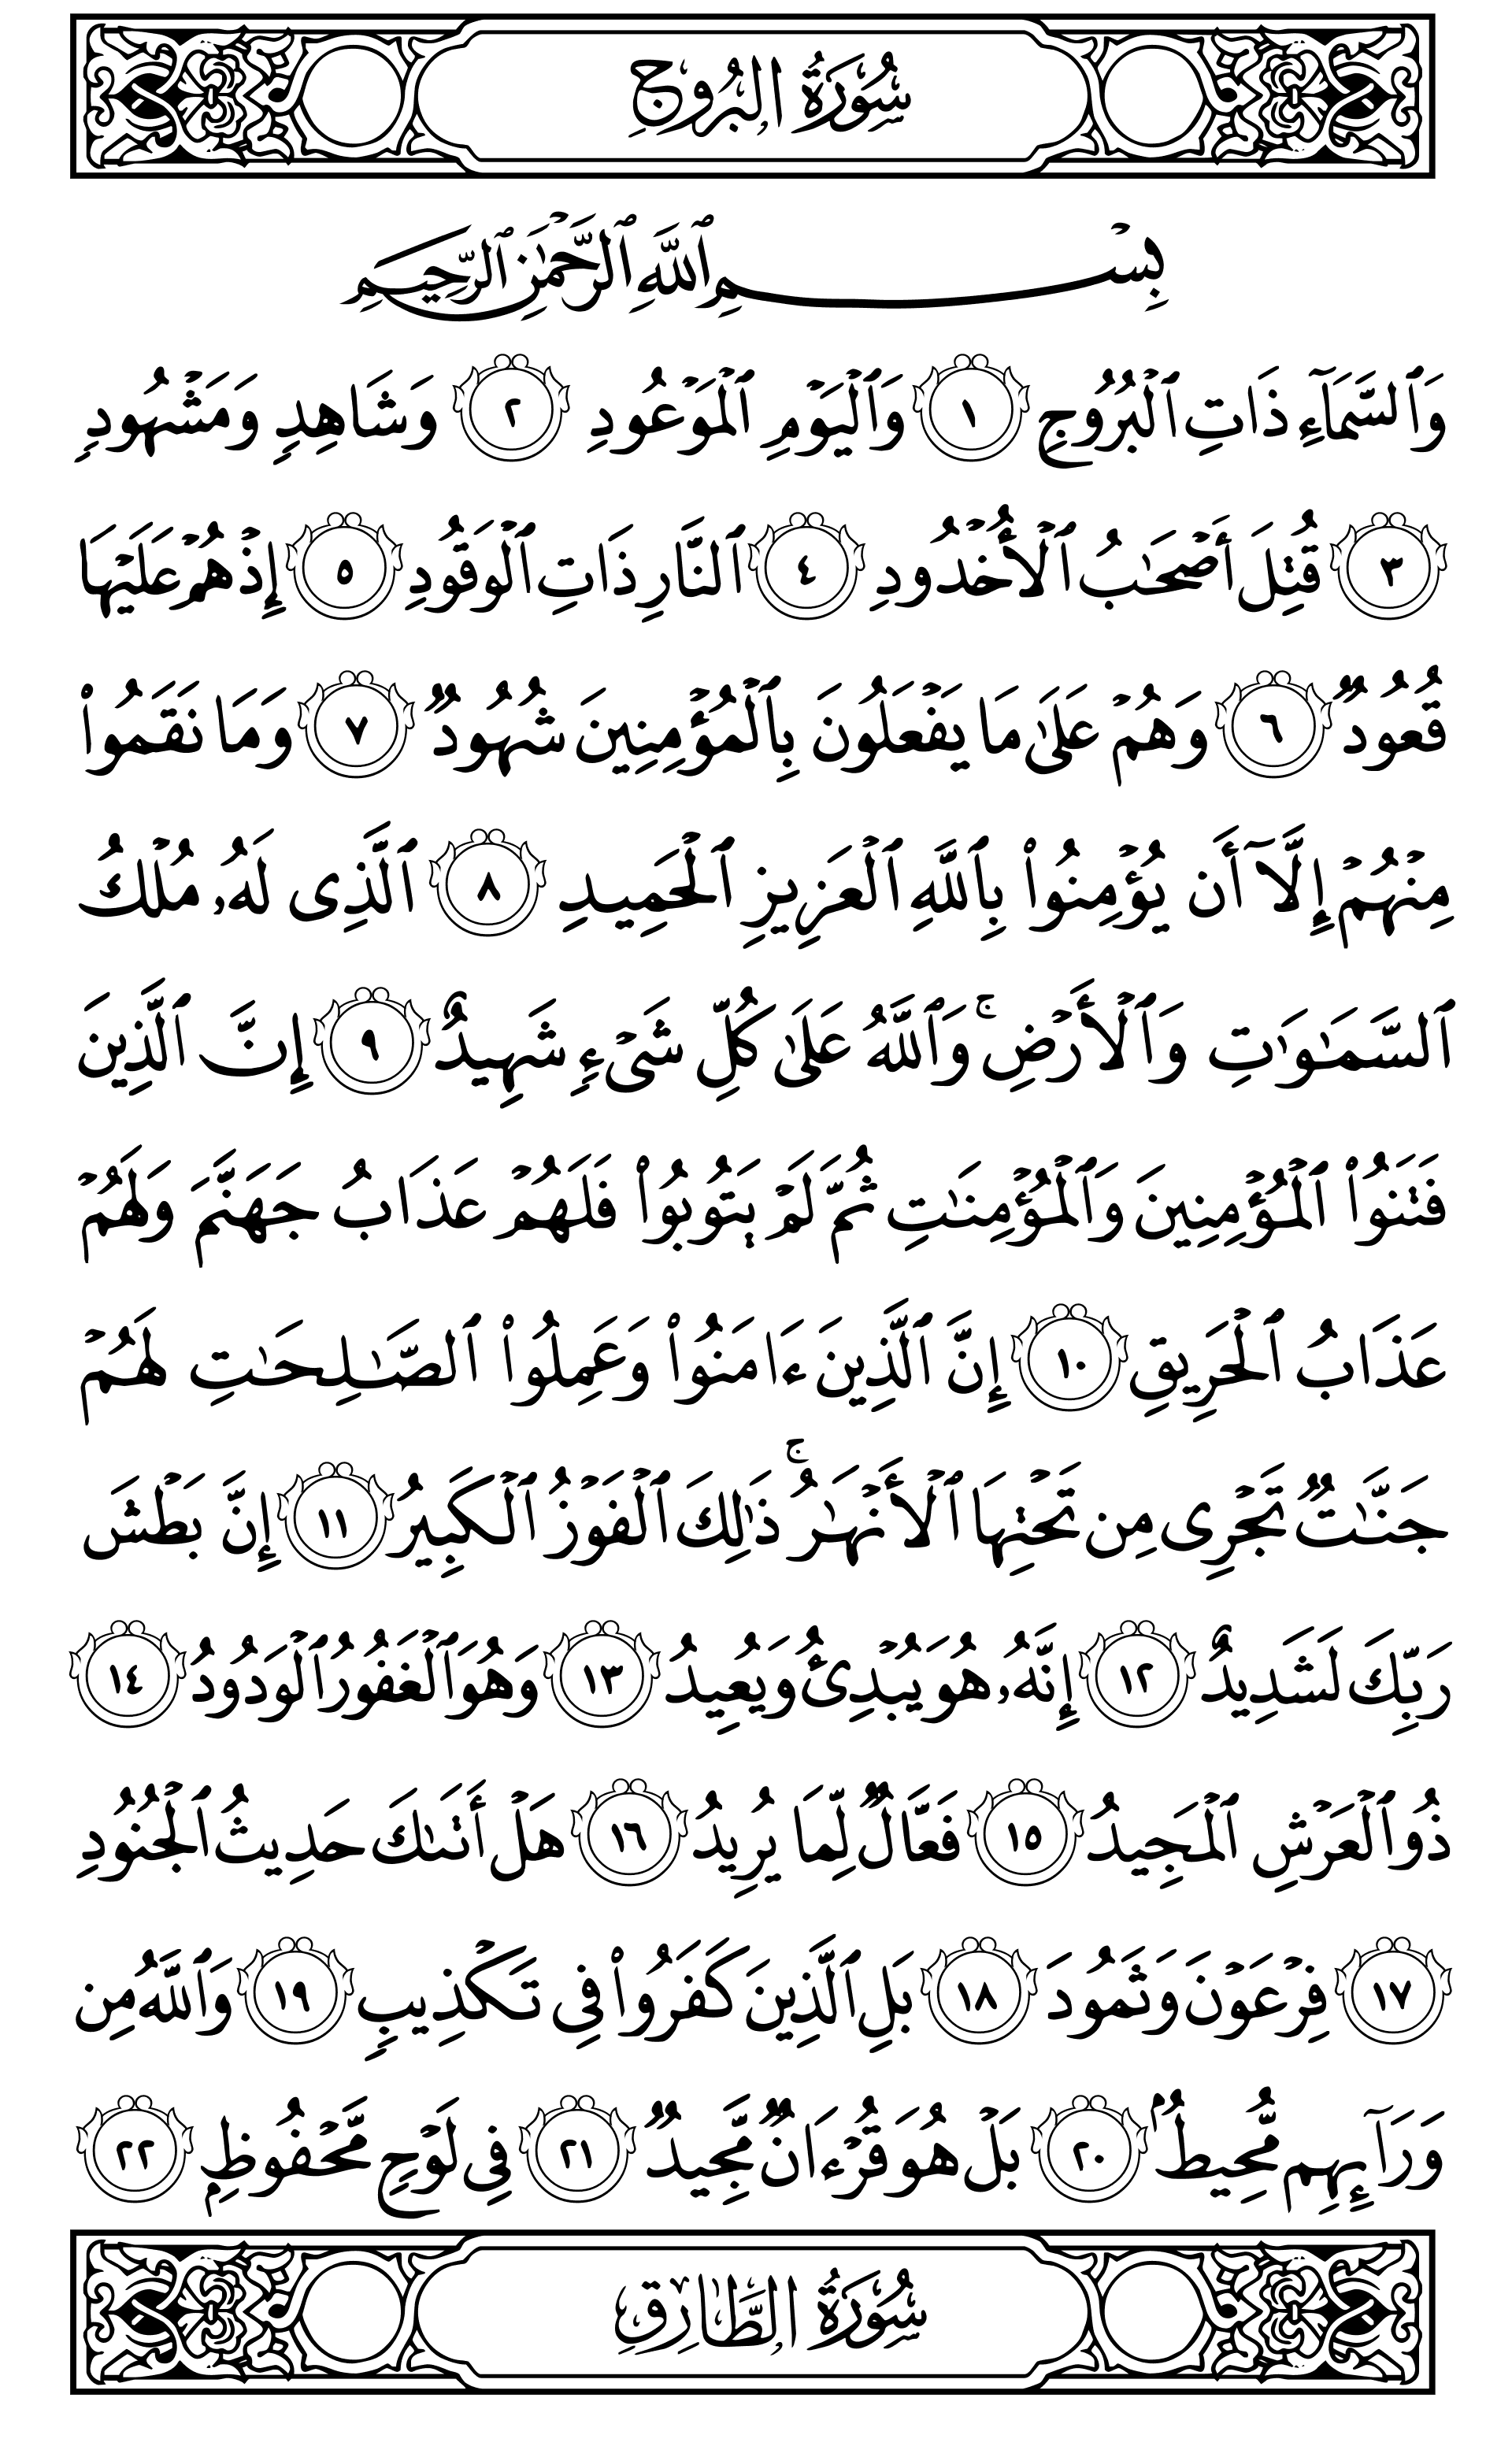 سُورَةُ البُرُوجِ
بِسْمِ ٱللَّهِ ٱلرَّحْمَٰنِ ٱلرَّحِيمِ
وَٱلسَّمَآءِ ذَاتِ ٱلْبُرُوجِ ١ وَٱلْيَوْمِ ٱلْمَوْعُودِ ٢ وَشَاهِدٍ وَمَشْهُودٍ
٣ قُتِلَ أَصْحَٰبُ ٱلْأُخْدُودِ ٤ ٱلنَّارِ ذَاتِ ٱلْوَقُودِ ٥ إِذْ هُمْ عَلَيْهَا
قُعُودٌ ٦ وَهُمْ عَلَىٰ مَا يَفْعَلُونَ بِٱلْمُؤْمِنِينَ شُهُودٌ ٧ وَمَا نَقَمُوا۟
مِنْهُمْ إِلَّآ أَن يُؤْمِنُوا۟ بِٱللَّهِ ٱلْعَزِيزِ ٱلْحَمِيدِ ٨ ٱلَّذِى لَهُۥ مُلْكُ
ٱلسَّمَٰوَٰتِ وَٱلْأَرْضِ ۚ وَٱللَّهُ عَلَىٰ كُلِّ شَىْءٍ شَهِيدٌ ٩ إِنَّ ٱلَّذِينَ
فَتَنُوا۟ ٱلْمُؤْمِنِينَ وَٱلْمُؤْمِنَٰتِ ثُمَّ لَمْ يَتُوبُوا۟ فَلَهُمْ عَذَابُ جَهَنَّمَ وَلَهُمْ
عَذَابُ ٱلْحَرِيقِ ١٠ إِنَّ ٱلَّذِينَ ءَامَنُوا۟ وَعَمِلُوا۟ ٱلصَّٰلِحَٰتِ لَهُمْ
جَنَّٰتٌ تَجْرِى مِن تَحْتِهَا ٱلْأَنْهَٰرُ ۚ ذَٰلِكَ ٱلْفَوْزُ ٱلْكَبِيرُ ١١ إِنَّ بَطْشَ
رَبِّكَ لَشَدِيدٌ ١٢ إِنَّهُۥ هُوَ يُبْدِئُ وَيُعِيدُ ١٣ وَهُوَ ٱلْغَفُورُ ٱلْوَدُودُ ١٤
ذُو ٱلْعَرْشِ ٱلْمَجِيدُ ١٥ فَعَّالٌ لِّمَا يُرِيدُ ١٦ هَلْ أَتَىٰكَ حَدِيثُ ٱلْجُنُودِ
١٧ فِرْعَوْنَ وَثَمُودَ ١٨ بَلِ ٱلَّذِينَ كَفَرُوا۟ فِى تَكْذِيبٍ ١٩ وَٱللَّهُ مِن
وَرَآئِهِم مُّحِيطٌۢ ٢٠ بَلْ هُوَ قُرْءَانٌ مَّجِيدٌ ٢١ فِى لَوْحٍ مَّحْفُوظٍۭ ٢٢
سُورَةُ الطَّارِقِ